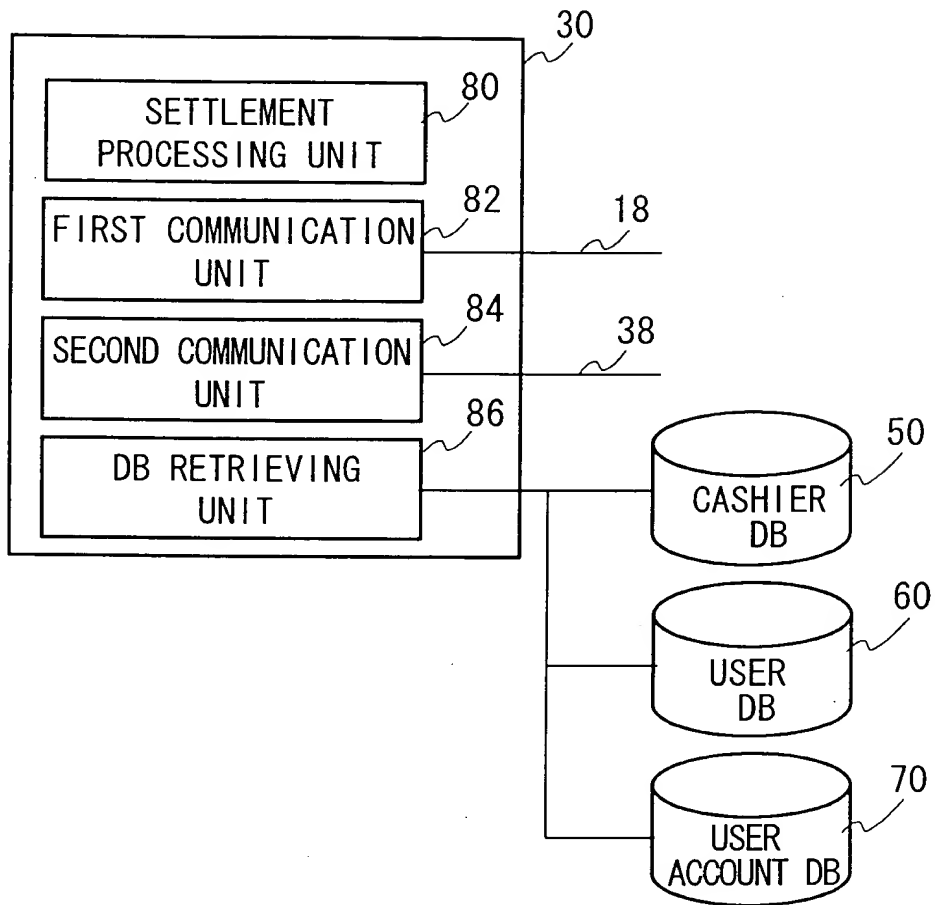 30
80
SETTLEMENT
PROCESSING UNIT
82
FIRST COMMUNICATION
UNIT
18
84
SECOND COMMUNICATION
UNIT
38
86
DB RETRIEVING
UNIT
50
CASHIER
DB
60
USER
DB
70
USER
ACCOUNT DB